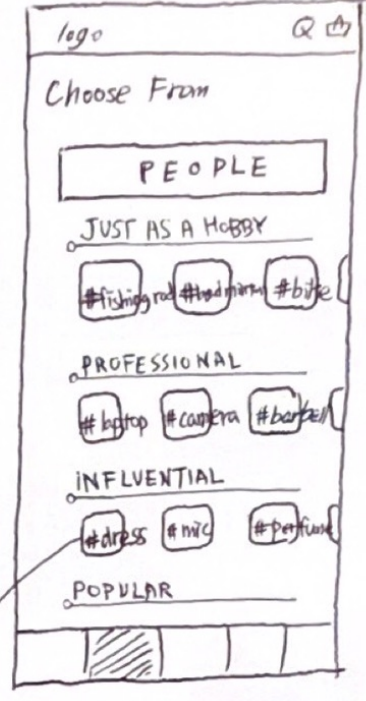 logo
Choose From
PEOPLE
JUST AS A HOBBY
#fishing rod #bike
PROFESSIONAL
#laptop #camera #barbell
INFLUENTIAL
#dress #mic #perfume
POPULAR